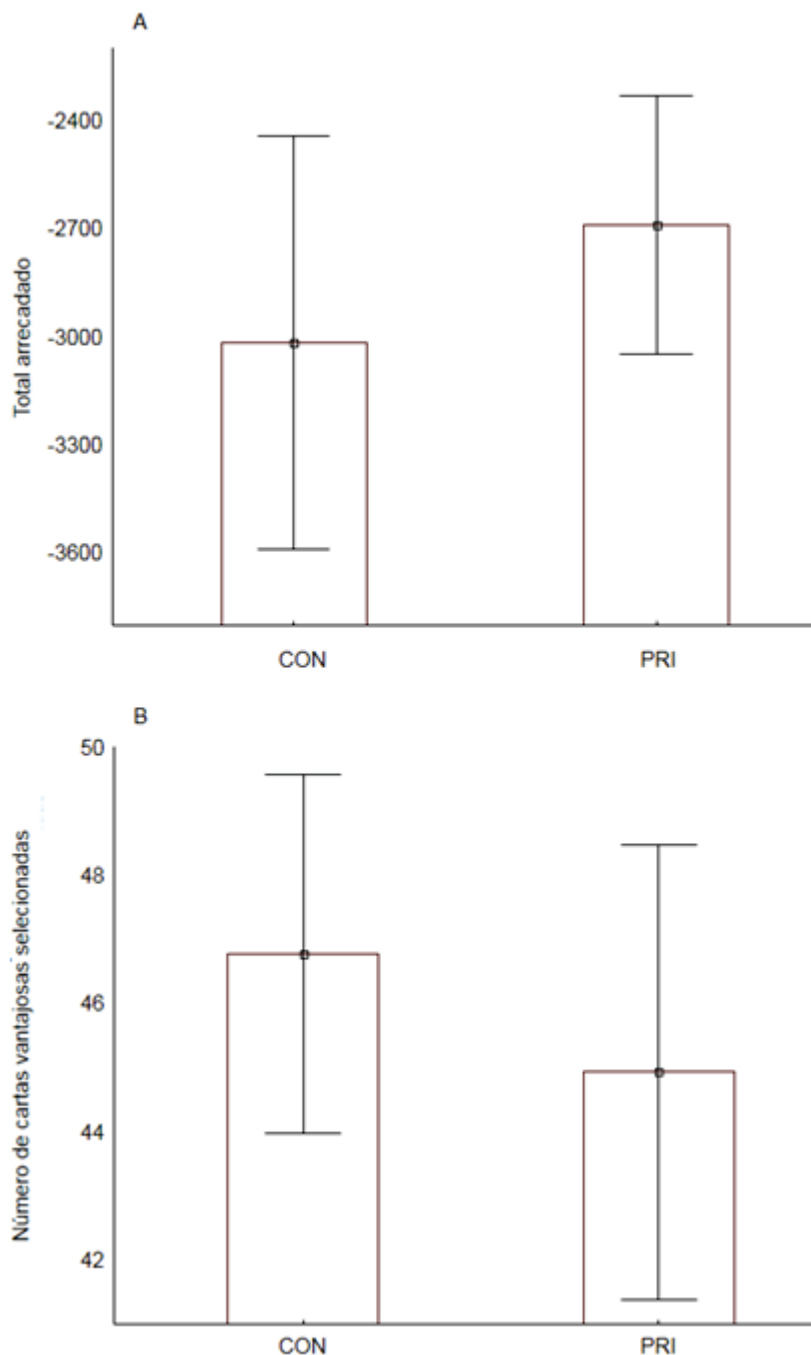 A
Total arrecadado
-2400
-2700
-3000
-3300
-3600
CON PRI
B
Número de cartas vantajosas selecionadas
50
48
46
44
42
CON PRI